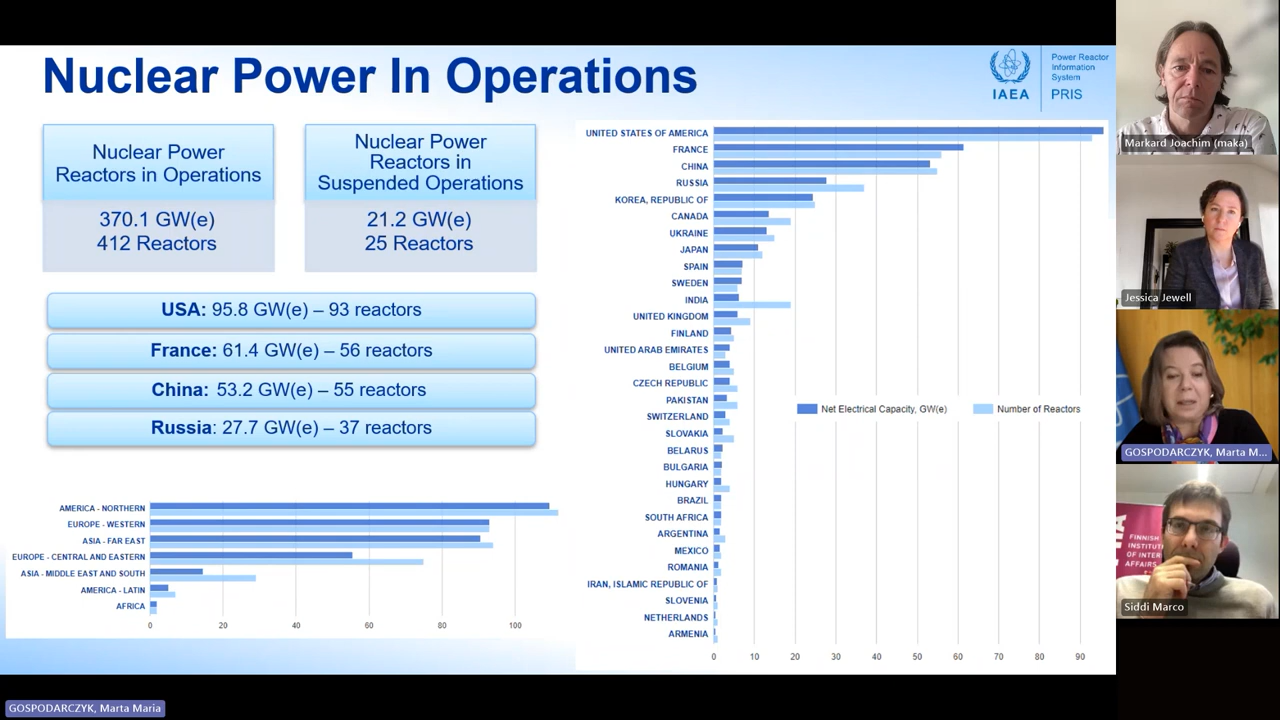 Nuclear Power In Operations
IAEA
Power Reactor
Information
System
PRIS
Nuclear Power
Reactors in Operations
370.1 GW(e)
412 Reactors
Nuclear Power
Reactors in
Suspended Operations
21.2 GW(e)
25 Reactors
USA: 95.8 GW(e) – 93 reactors
France: 61.4 GW(e) – 56 reactors
China: 53.2 GW(e) – 55 reactors
Russia: 27.7 GW(e) – 37 reactors
AMERICA - NORTHERN
EUROPE - WESTERN
ASIA - FAR EAST
EUROPE - CENTRAL AND EASTERN
ASIA - MIDDLE EAST AND SOUTH
AMERICA - LATIN
AFRICA
0 20 40 60 80 100
UNITED STATES OF AMERICA
FRANCE
CHINA
RUSSIA
KOREA, REPUBLIC OF
CANADA
UKRAINE
JAPAN
SPAIN
SWEDEN
INDIA
UNITED KINGDOM
FINLAND
UNITED ARAB EMIRATES
BELGIUM
CZECH REPUBLIC
PAKISTAN
SWITZERLAND
SLOVAKIA
BELARUS
BULGARIA
HUNGARY
BRAZIL
SOUTH AFRICA
ARGENTINA
MEXICO
ROMANIA
IRAN, ISLAMIC REPUBLIC OF
SLOVENIA
NETHERLANDS
ARMENIA
Net Electrical Capacity, GW(e) Number of Reactors
0 10 20 30 40 50 60 70 80 90
Markard Joachim (maka)
Jessica Jewell
GOSPODARCZYK, Marta M...
FINNISH
INSTITU
OF INTER
AFFAIRS
Siddi Marco
GOSPODARCZYK, Marta Maria